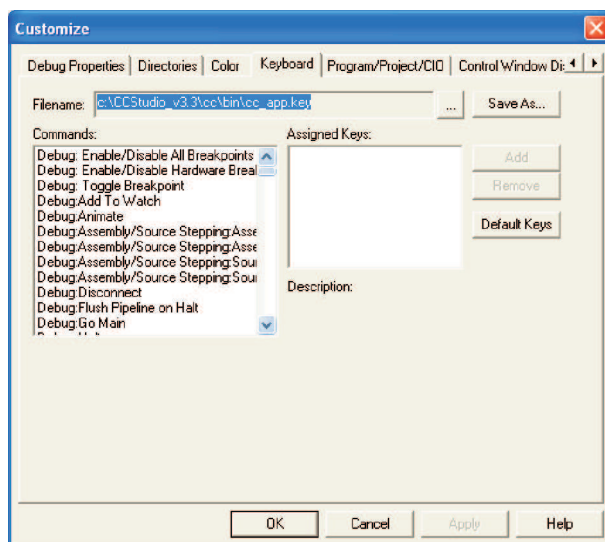 Customize
Debug Properties Directories Color Keyboard Program/Project/CIO Control Window Di
Filename: c:\CCStudio_v3.3\cc\bin\cc_app.key ... Save As...
Commands: Assigned Keys:
Debug: Enable/Disable All Breakpoints
Debug: Enable/Disable Hardware Brea
Debug: Toggle Breakpoint
Debug:Add To Watch
Debug:Animate
Debug:Assembly/Source Stepping:Asse
Debug:Assembly/Source Stepping:Asse
Debug:Assembly/Source Stepping:Sour
Debug:Assembly/Source Stepping:Sour
Debug:Disconnect
Debug:Flush Pipeline on Halt
Debug:Go Main
Add
Remove
Default Keys
Description:
OK Cancel Apply Help